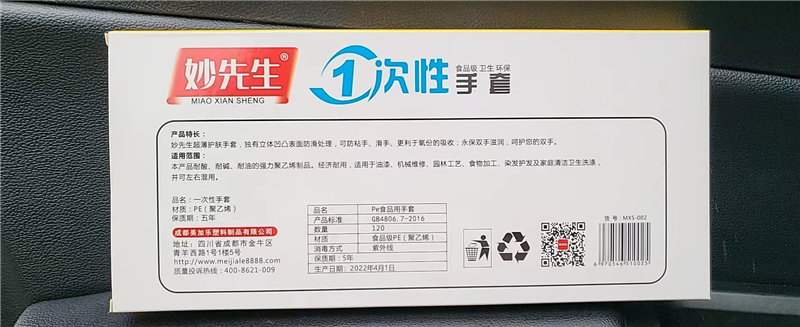 妙先生®
MIAO XIAN SHENG
1次性
食品级 卫生 环保
手套
产品特长：
妙先生超薄护肤手套，独有立体凹凸表面防滑处理，可防粘手、滑手、更利于氧份的吸收；永保双手滋润，呵护您的双手。
适用范围：
本产品耐酸、耐碱、耐油的强力聚乙烯制品。经济耐用，适用于油漆、机械维修、园林工艺、食物加工、染发护发及家庭清洁卫生洗涤，
并可左右混用。
品名：一次性手套
材质：PE（聚乙烯）
保质期：五年
成都美加乐塑料制品有限公司
地址：四川省成都市金牛区
青羊西路1号1楼5号
http://www.meijiale8888.com
质量投诉热线：400-8621-009
品名 Pe食品用手套
产品标准 GB4806.7-2016
数量 120
材质 食品级PE（聚乙烯）
消毒方式 紫外线
保质期：5年
生产日期：2022年4月1日
货号：MXS-002
6970546510023